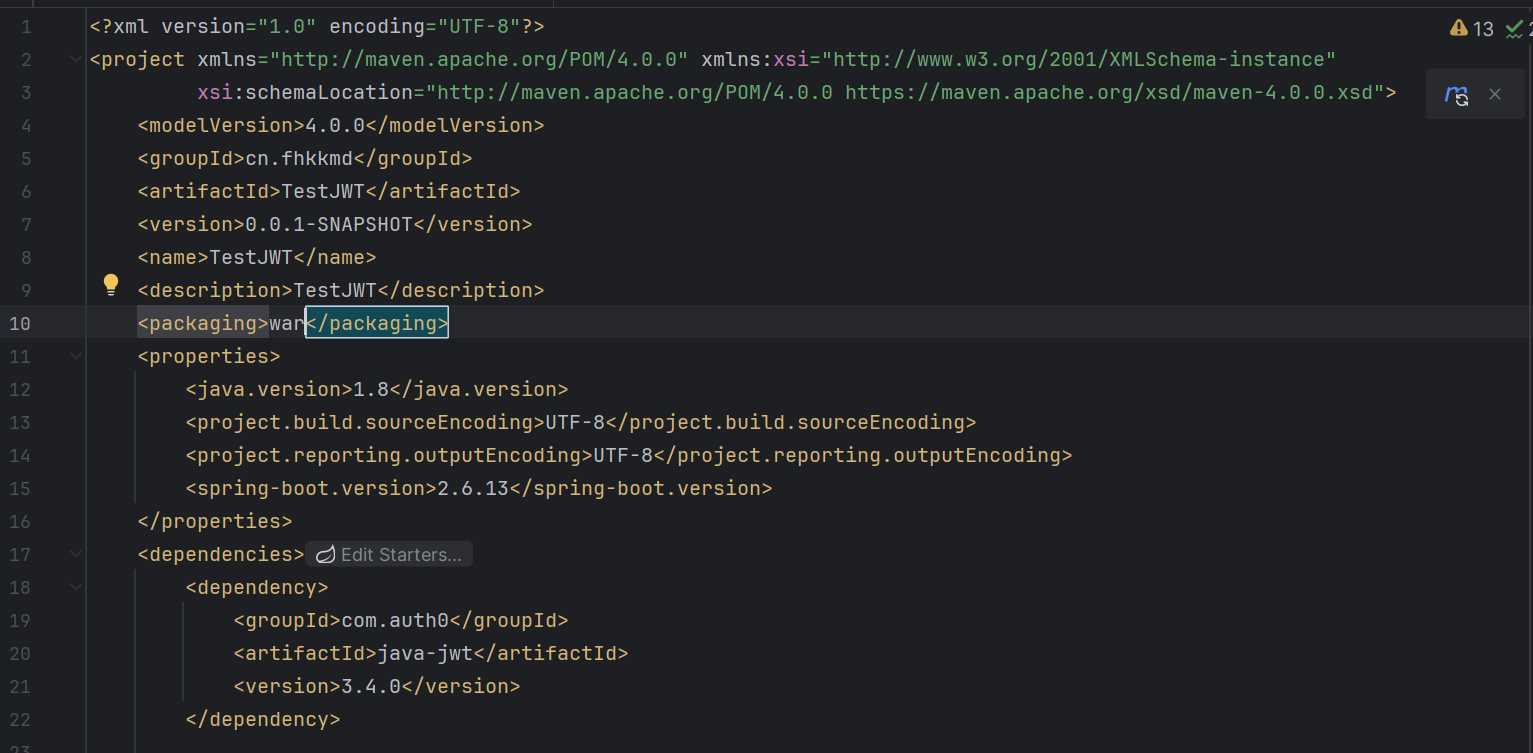 13 2
1 <?xml version="1.0" encoding="UTF-8"?>
2 <project xmlns="http://maven.apache.org/POM/4.0.0" xmlns:xsi="http://www.w3.org/2001/XMLSchema-instance"
3 xsi:schemaLocation="http://maven.apache.org/POM/4.0.0 https://maven.apache.org/xsd/maven-4.0.0.xsd">
4 <modelVersion>4.0.0</modelVersion>
5 <groupId>cn.fhkkmd</groupId>
6 <artifactId>TestJWT</artifactId>
7 <version>0.0.1-SNAPSHOT</version>
8 <name>TestJWT</name>
9 <description>TestJWT</description>
10 <packaging>war</packaging>
11 <properties>
12 <java.version>1.8</java.version>
13 <project.build.sourceEncoding>UTF-8</project.build.sourceEncoding>
14 <project.reporting.outputEncoding>UTF-8</project.reporting.outputEncoding>
15 <spring-boot.version>2.6.13</spring-boot.version>
16 </properties>
17 <dependencies> Edit Starters...
18 <dependency>
19 <groupId>com.auth0</groupId>
20 <artifactId>java-jwt</artifactId>
21 <version>3.4.0</version>
22 </dependency>
23